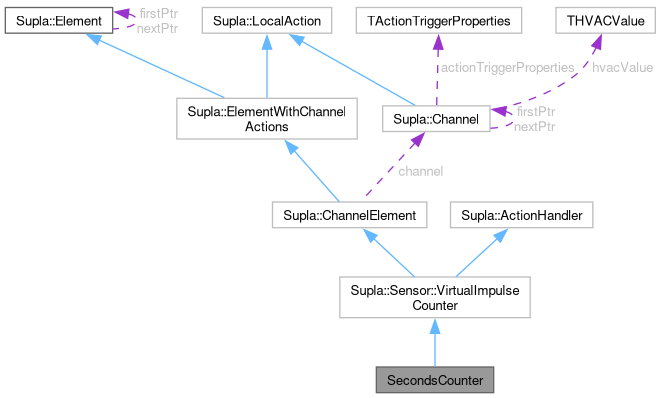 Supla::Element
firstPtr
nextPtr
Supla::LocalAction
TActionTriggerProperties
THVACValue
actionTriggerProperties
hvacValue
Supla::ElementWithChannel
Actions
Supla::Channel
firstPtr
nextPtr
channel
Supla::ChannelElement
Supla::ActionHandler
Supla::Sensor::VirtualImpulse
Counter
SecondsCounter